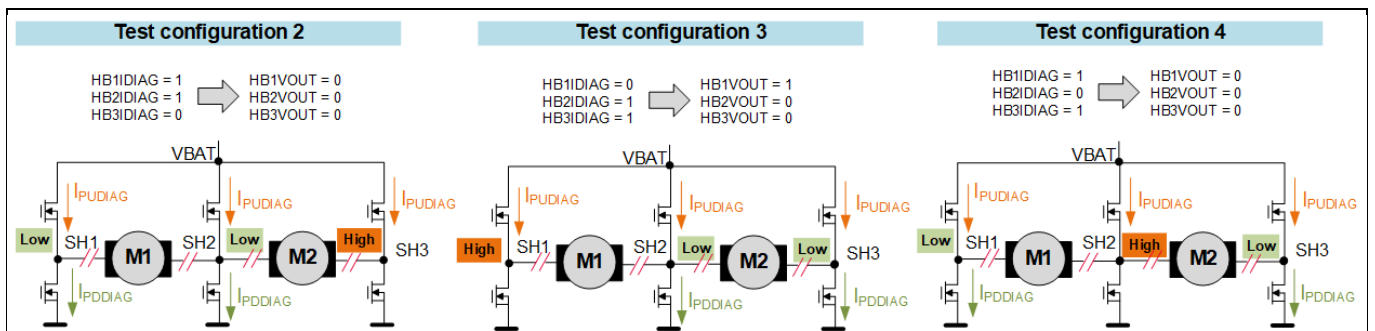 Test configuration 2
HB1IDIAG = 1
HB2IDIAG = 1
HB3IDIAG = 0
HB1VOUT = 0
HB2VOUT = 0
HB3VOUT = 0
VBAT
IPUDIAG
IPUDIAG
IPUDIAG
Low
SH1
M1
SH2
Low
M2
High
SH3
IPDDIAG
IPDDIAG
Test configuration 3
HB1IDIAG = 0
HB2IDIAG = 1
HB3IDIAG = 1
HB1VOUT = 1
HB2VOUT = 0
HB3VOUT = 0
VBAT
IPUDIAG
IPUDIAG
IPUDIAG
High
SH1
M1
SH2
Low
M2
Low
SH3
IPDDIAG
IPDDIAG
Test configuration 4
HB1IDIAG = 1
HB2IDIAG = 0
HB3IDIAG = 1
HB1VOUT = 0
HB2VOUT = 0
HB3VOUT = 0
VBAT
IPUDIAG
IPUDIAG
IPUDIAG
Low
SH1
M1
SH2
High
M2
Low
SH3
IPDDIAG
IPDDIAG